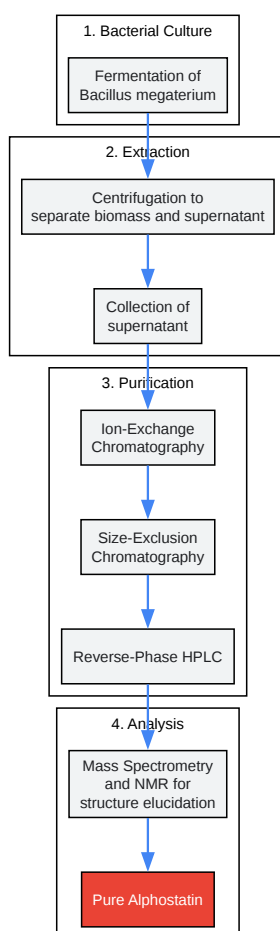 1. Bacterial Culture
Fermentation of
Bacillus megaterium
2. Extraction
Centrifugation to
separate biomass and supernatant
Collection of
supernatant
3. Purification
Ion-Exchange
Chromatography
Size-Exclusion
Chromatography
Reverse-Phase HPLC
4. Analysis
Mass Spectrometry
and NMR for
structure elucidation
Pure Alphostatin